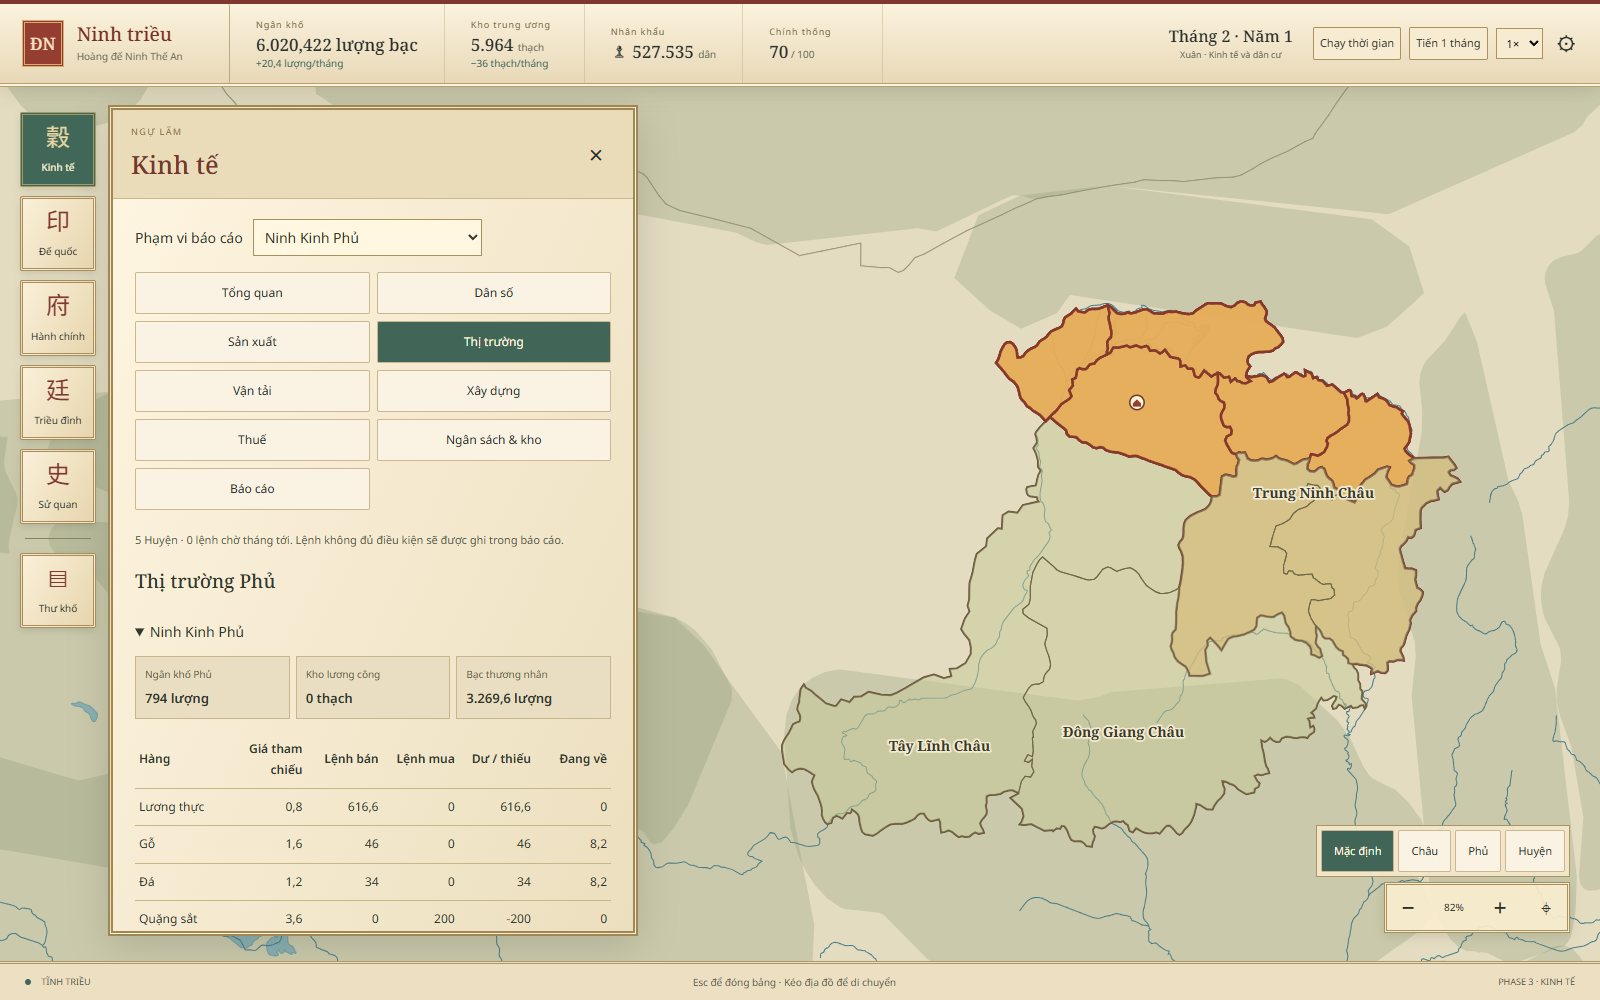 ĐN
Ninh triều
Hoàng đế Ninh Thế An
Ngân khố
6.020,422 lượng bạc
+20,4 lượng/tháng
Kho trung ương
5.964 thạch
−36 thạch/tháng
Nhân khẩu
527.535 dân
Chính thống
70 / 100
Tháng 2 · Năm 1
Xuân · Kinh tế và dân cư
Chạy thời gian
Tiến 1 tháng
1×
穀
Kinh tế
印
Đế quốc
府
Hành chính
廷
Triều đình
史
Sử quan
Thư khố
NGỰ LÃM
Kinh tế
Phạm vi báo cáo
Ninh Kinh Phủ
Tổng quan
Dân số
Sản xuất
Thị trường
Vận tải
Xây dựng
Thuế
Ngân sách & kho
Báo cáo
5 Huyện · 0 lệnh chờ tháng tới. Lệnh không đủ điều kiện sẽ được ghi trong báo cáo.
Thị trường Phủ
▼ Ninh Kinh Phủ
Ngân khố Phủ
794 lượng
Kho lương công
0 thạch
Bạc thương nhân
3.269,6 lượng
Hàng Giá tham chiếu Lệnh bán Lệnh mua Dư / thiếu Đang về
Lương thực 0,8 616,6 0 616,6 0
Gỗ 1,6 46 0 46 8,2
Đá 1,2 34 0 34 8,2
Quặng sắt 3,6 0 200 -200 0
Trung Ninh Châu
Tây Lĩnh Châu
Đông Giang Châu
Mặc định
Châu
Phủ
Huyện
− 82% +
TĨNH TRIỀU
Esc để đóng bảng · Kéo địa đồ để di chuyển
PHASE 3 · KINH TẾ